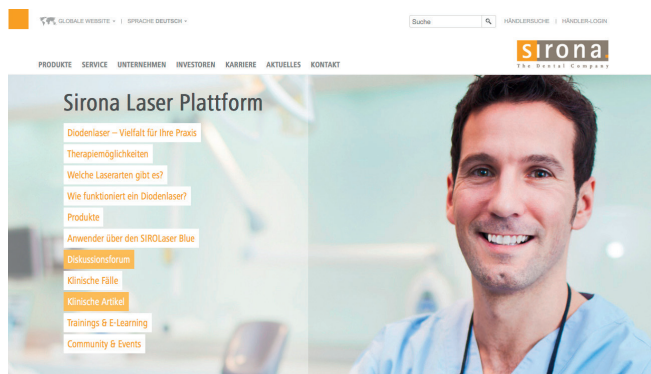 GLOBALE WEBSITE | SPRACHE DEUTSCH
Suche
HÄNDLERSUCHE | HÄNDLER-LOGIN
sirona.
The Dental Company
PRODUKTE SERVICE UNTERNEHMEN INVESTOREN KARRIERE AKTUELLES KONTAKT
Sirona Laser Plattform
Diodenlaser – Vielfalt für Ihre Praxis
Therapiemöglichkeiten
Welche Laserarten gibt es?
Wie funktioniert ein Diodenlaser?
Produkte
Anwender über den SIROLaser Blue
Diskussionsforum
Klinische Fälle
Klinische Artikel
Trainings & E-Learning
Community & Events